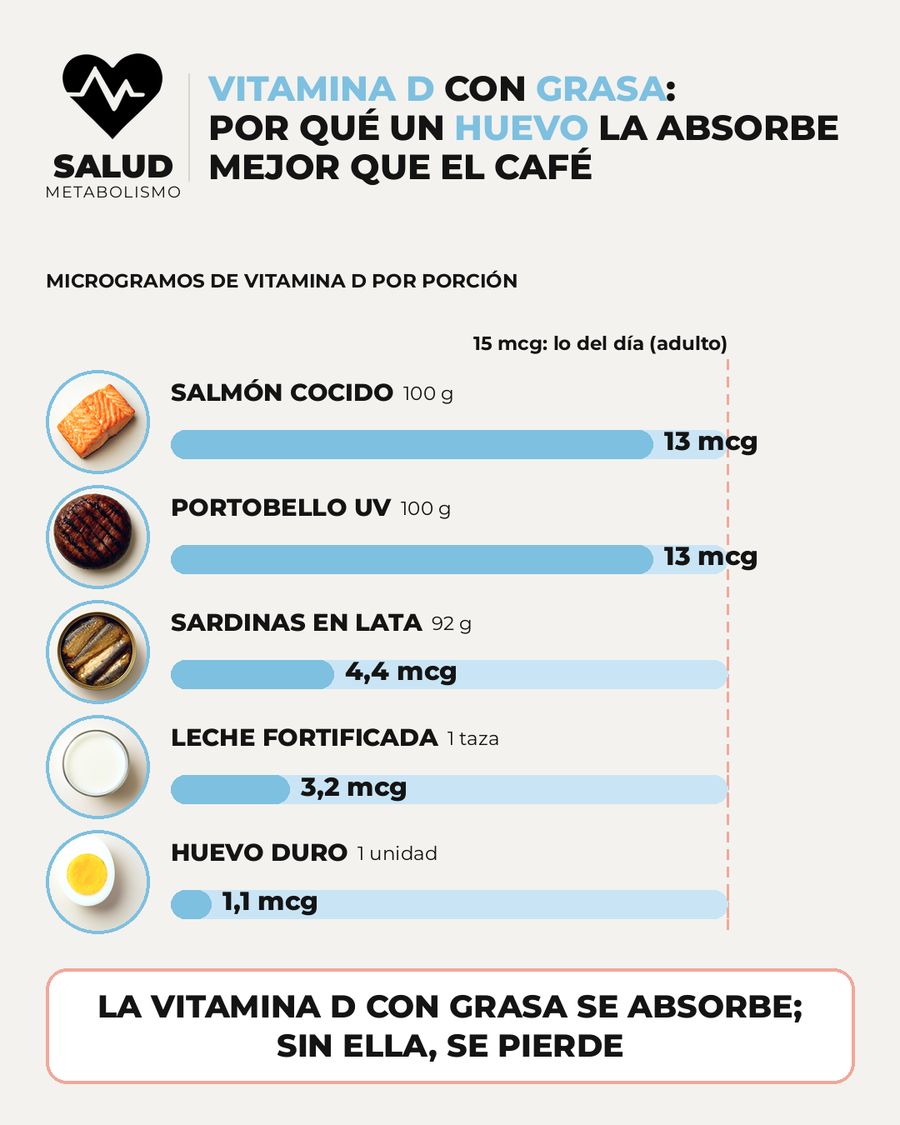 SALUD
METABOLISMO
VITAMINA D CON GRASA:
POR QUÉ UN HUEVO LA ABSORBE
MEJOR QUE EL CAFÉ
MICROGRAMOS DE VITAMINA D POR PORCIÓN
15 mcg: lo del día (adulto)
SALMÓN COCIDO 100 g
13 mcg
PORTOBELLO UV 100 g
13 mcg
SARDINAS EN LATA 92 g
4,4 mcg
LECHE FORTIFICADA 1 taza
3,2 mcg
HUEVO DURO 1 unidad
1,1 mcg
LA VITAMINA D CON GRASA SE ABSORBE;
SIN ELLA, SE PIERDE